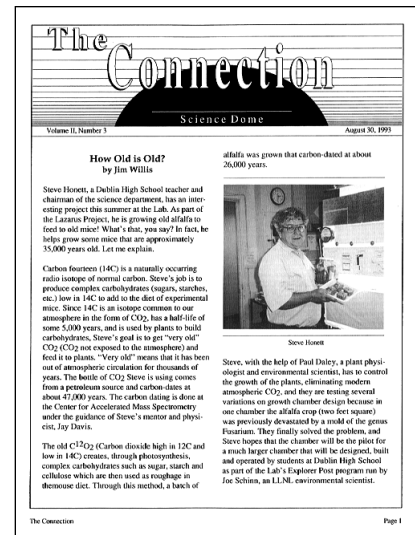 The
Connection
Science Dome
Volume II, Number 3
August 30, 1993
How Old is Old?
by Jim Willis
Steve Honett, a Dublin High School teacher and
chairman of the science department, has an inter-
esting project this summer at the Lab. As part of
the Lazarus Project, he is growing old alfalfa to
feed to old mice! What's that, you say? In fact, he
helps grow some mice that are approximately
35,000 years old. Let me explain.
Carbon fourteen (14C) is a naturally occurring
radio isotope of normal carbon. Steve's job is to
produce complex carbohydrates (sugars, starches,
etc.) low in 14C to add to the diet of experimental
mice. Since 14C is an isotope common to our
atmosphere in the form of CO2, has a half-life of
some 5,000 years, and is used by plants to build
carbohydrates, Steve's goal is to get "very old"
CO2 (CO2 not exposed to the atmosphere) and
feed it to plants. "Very old" means that it has been
out of atmospheric circulation for thousands of
years. The bottle of CO2 Steve is using comes
from a petroleum source and carbon-dates at
about 47,000 years. The carbon dating is done at
the Center for Accelerated Mass Spectrometry
under the guidance of Steve's mentor and physi-
cist, Jay Davis.
The old C12O2 (Carbon dioxide high in 12C and
low in 14C) creates, through photosynthesis,
complex carbohydrates such as sugar, starch and
cellulose which are then used as roughage in
themouse diet. Through this method, a batch of
alfalfa was grown that carbon-dated at about
26,000 years.
Steve Honett
Steve, with the help of Paul Daley, a plant physi-
ologist and environmental scientist, has to control
the growth of the plants, eliminating modern
atmospheric CO2, and they are testing several
variations on growth chamber design because in
one chamber the alfalfa crop (two feet square)
was previously devastated by a mold of the genus
Fusarium. They finally solved the problem, and
Steve hopes that the chamber will be the pilot for
a much larger chamber that will be designed, built
and operated by students at Dublin High School
as part of the Lab's Explorer Post program run by
Joe Schinn, an LLNL environmental scientist.
The Connection
Page 1